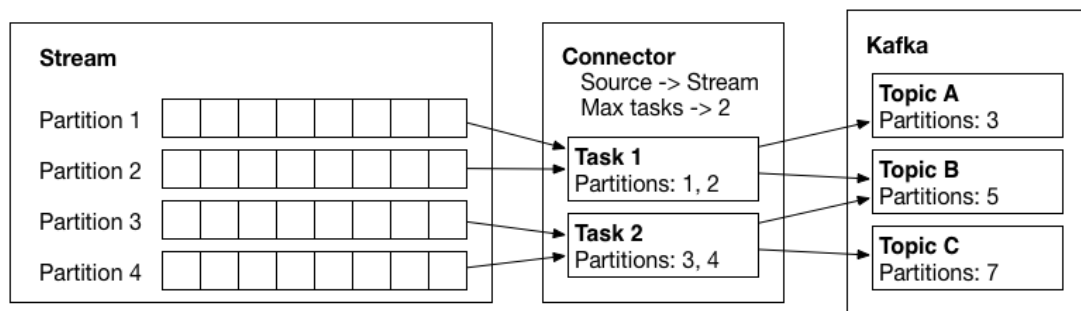 Stream
Partition 1
Partition 2
Partition 3
Partition 4
Connector
Source -> Stream
Max tasks -> 2
Task 1
Partitions: 1, 2
Task 2
Partitions: 3, 4
Kafka
Topic A
Partitions: 3
Topic B
Partitions: 5
Topic C
Partitions: 7